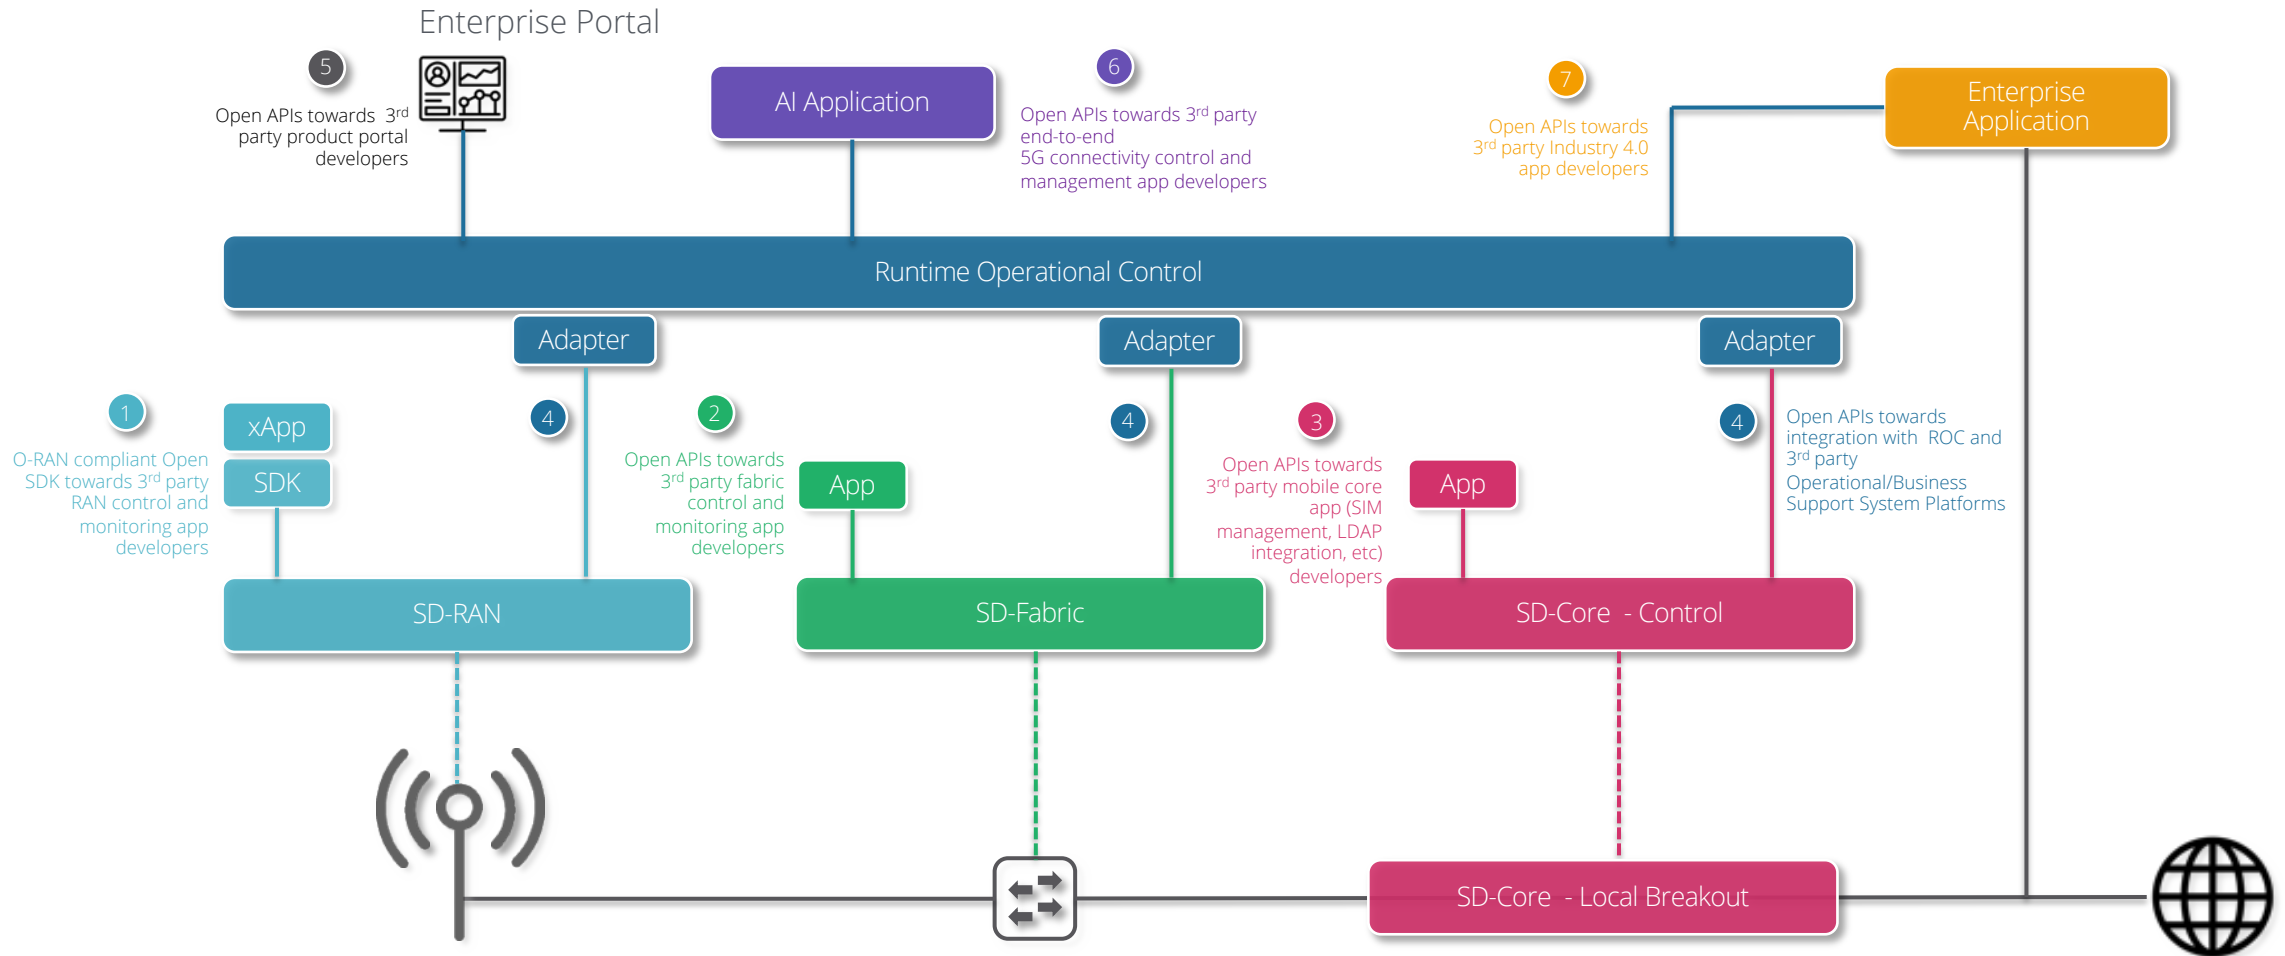 Enterprise Portal
5
Open APIs towards 3rd
party product portal
developers
AI Application
6
Open APIs towards 3rd party
end-to-end
5G connectivity control and
management app developers
7
Open APIs towards
3rd party Industry 4.0
app developers
Enterprise
Application
Runtime Operational Control
Adapter
Adapter
Adapter
1
O-RAN compliant Open
SDK towards 3rd party
RAN control and
monitoring app
developers
xApp
SDK
4
2
Open APIs towards
3rd party fabric
control and
monitoring app
developers
App
4
3
Open APIs towards
3rd party mobile core
app (SIM
management, LDAP
integration, etc)
developers
App
4
Open APIs towards
integration with ROC and
3rd party
Operational/Business
Support System Platforms
SD-RAN
SD-Fabric
SD-Core - Control
SD-Core - Local Breakout